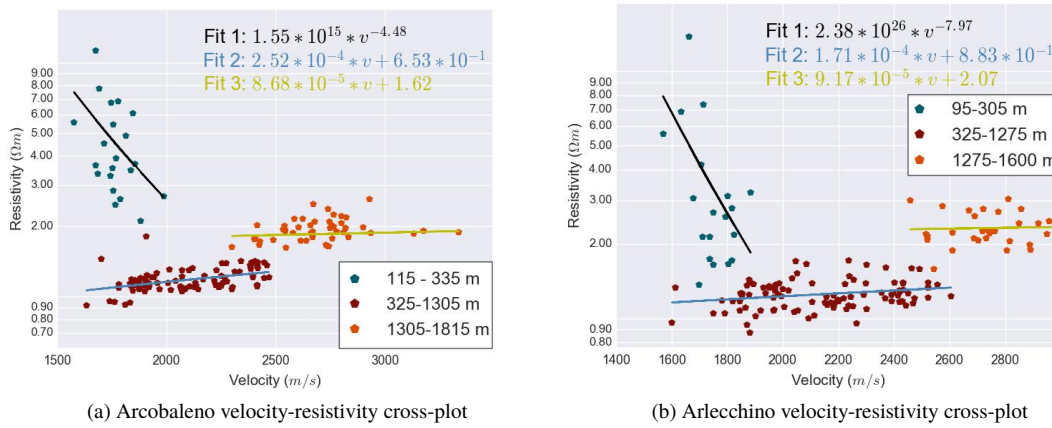 Fit 1: 1.55 * 10^15 * v^−4.48
Fit 2: 2.52 * 10^−4 * v + 6.53 * 10^−1
Fit 3: 8.68 * 10^−5 * v + 1.62
9.00
8.00
7.00
6.00
5.00
4.00
3.00
2.00
0.90
0.80
0.70
Resistivity (Ωm)
115 - 335 m
325-1305 m
1305-1815 m
1500 2000 2500 3000
Velocity (m/s)
(a) Arcobaleno velocity-resistivity cross-plot
Fit 1: 2.38 * 10^26 * v^−7.97
Fit 2: 1.71 * 10^−4 * v + 8.83 * 10^−1
Fit 3: 9.17 * 10^−5 * v + 2.07
9.00
8.00
7.00
6.00
5.00
4.00
3.00
2.00
0.90
0.80
Resistivity (Ωm)
95-305 m
325-1275 m
1275-1600 m
1400 1600 1800 2000 2200 2400 2600 2800
Velocity (m/s)
(b) Arlecchino velocity-resistivity cross-plot